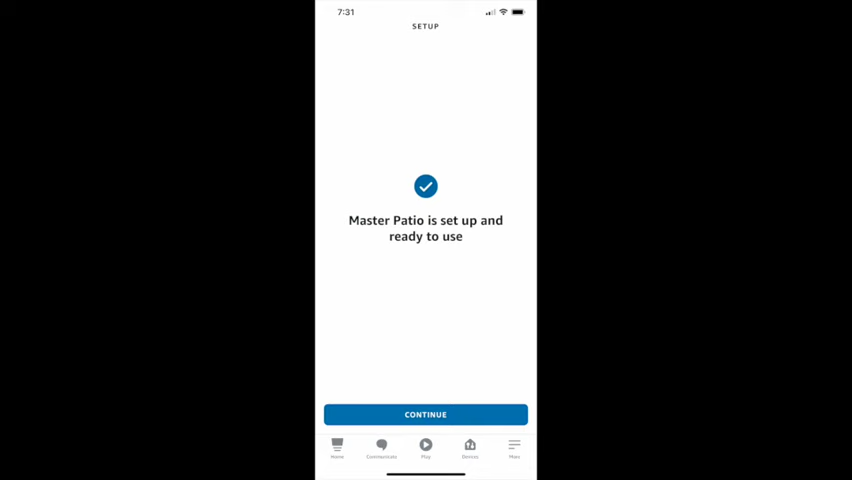 7:31
SETUP
Master Patio is set up and
ready to use
CONTINUE
Home
Communicate
Play
Devices
More